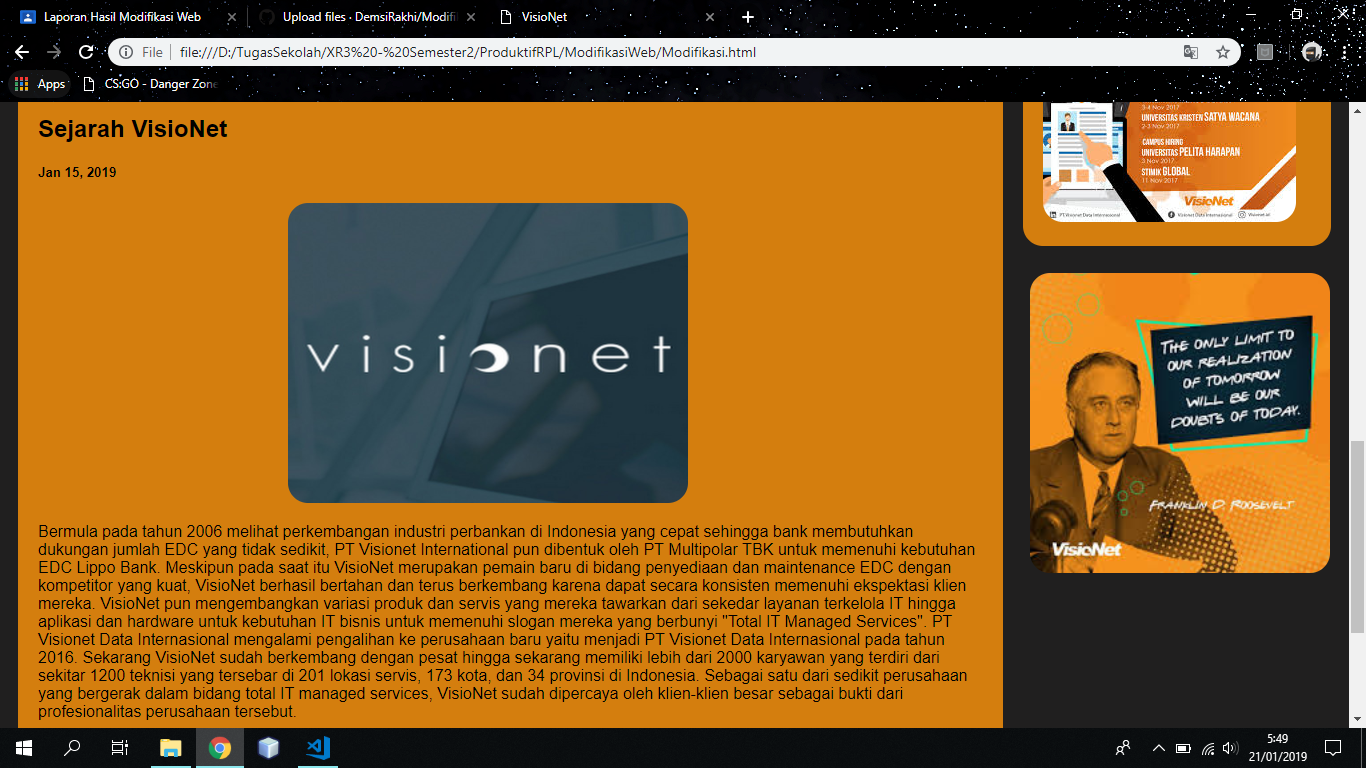 Laporan Hasil Modifikasi Web
Upload files · DemsiRakhi/Modifi
VisioNet
File
file:///D:/TugasSekolah/XR3%20-%20Semester2/ProduktifRPL/ModifikasiWeb/Modifikasi.html
Apps
CS:GO - Danger Zone
Sejarah VisioNet
Jan 15, 2019
visionet
Bermula pada tahun 2006 melihat perkembangan industri perbankan di Indonesia yang cepat sehingga bank membutuhkan
dukungan jumlah EDC yang tidak sedikit, PT Visionet International pun dibentuk oleh PT Multipolar TBK untuk memenuhi kebutuhan
EDC Lippo Bank. Meskipun pada saat itu VisioNet merupakan pemain baru di bidang penyediaan dan maintenance EDC dengan
kompetitor yang kuat, VisioNet berhasil bertahan dan terus berkembang karena dapat secara konsisten memenuhi ekspektasi klien
mereka. VisioNet pun mengembangkan variasi produk dan servis yang mereka tawarkan dari sekedar layanan terkelola IT hingga
aplikasi dan hardware untuk kebutuhan IT bisnis untuk memenuhi slogan mereka yang berbunyi "Total IT Managed Services". PT
Visionet Data Internasional mengalami pengalihan ke perusahaan baru yaitu menjadi PT Visionet Data Internasional pada tahun
2016. Sekarang VisioNet sudah berkembang dengan pesat hingga sekarang memiliki lebih dari 2000 karyawan yang terdiri dari
sekitar 1200 teknisi yang tersebar di 201 lokasi servis, 173 kota, dan 34 provinsi di Indonesia. Sebagai satu dari sedikit perusahaan
yang bergerak dalam bidang total IT managed services, VisioNet sudah dipercaya oleh klien-klien besar sebagai bukti dari
profesionalitas perusahaan tersebut.
3-4 Nov 2017
UNIVERSITAS KRISTEN SATYA WACANA
2-3 Nov 2017
CAMPUS HIRING
UNIVERSITAS PELITA HARAPAN
3 Nov 2017
STIMIK GLOBAL
11 Nov 2017
VisioNet
PT.Visionet Data Internasional
Visionet Data Internasional
Visionet.id
THE ONLY LIMIT TO
OUR REALIZATION
OF TOMORROW
WILL BE OUR
DOUBTS OF TODAY.
FRANKLIN D. ROOSEVELT
VisioNet
5:49
21/01/2019